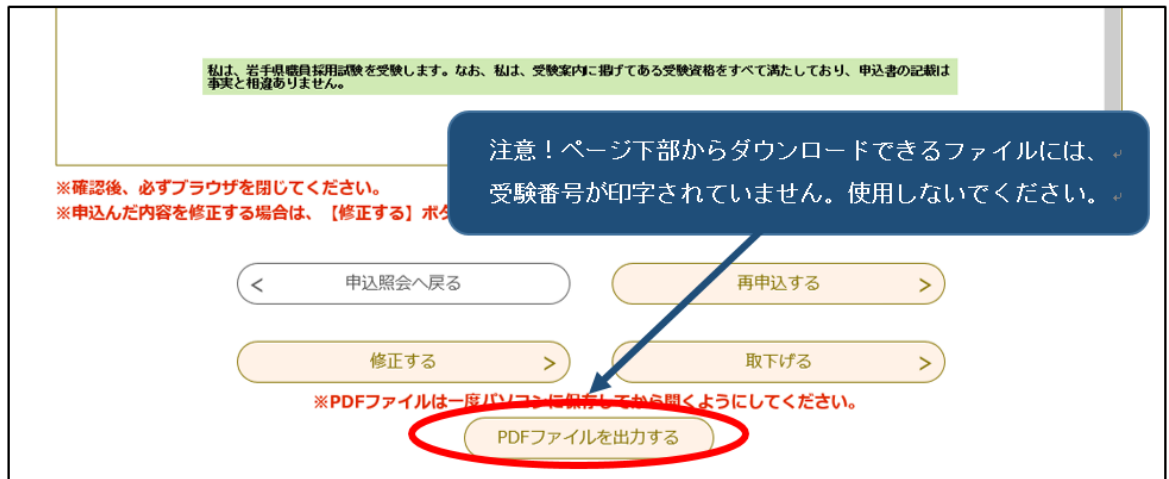 私は、岩手県職員採用試験を受験します。なお、私は、受験案内に掲げてある受験資格をすべて満たしており、申込書の記載は
事実と相違ありません。
注意！ページ下部からダウンロードできるファイルには、
受験番号が印字されていません。使用しないでください。
※確認後、必ずブラウザを閉じてください。
※申込んだ内容を修正する場合は、【修正する】ボタ
< 申込照会へ戻る
再申込する >
修正する >
取下げる >
※PDFファイルは一度パソコンに保存してから開くようにしてください。
PDFファイルを出力する